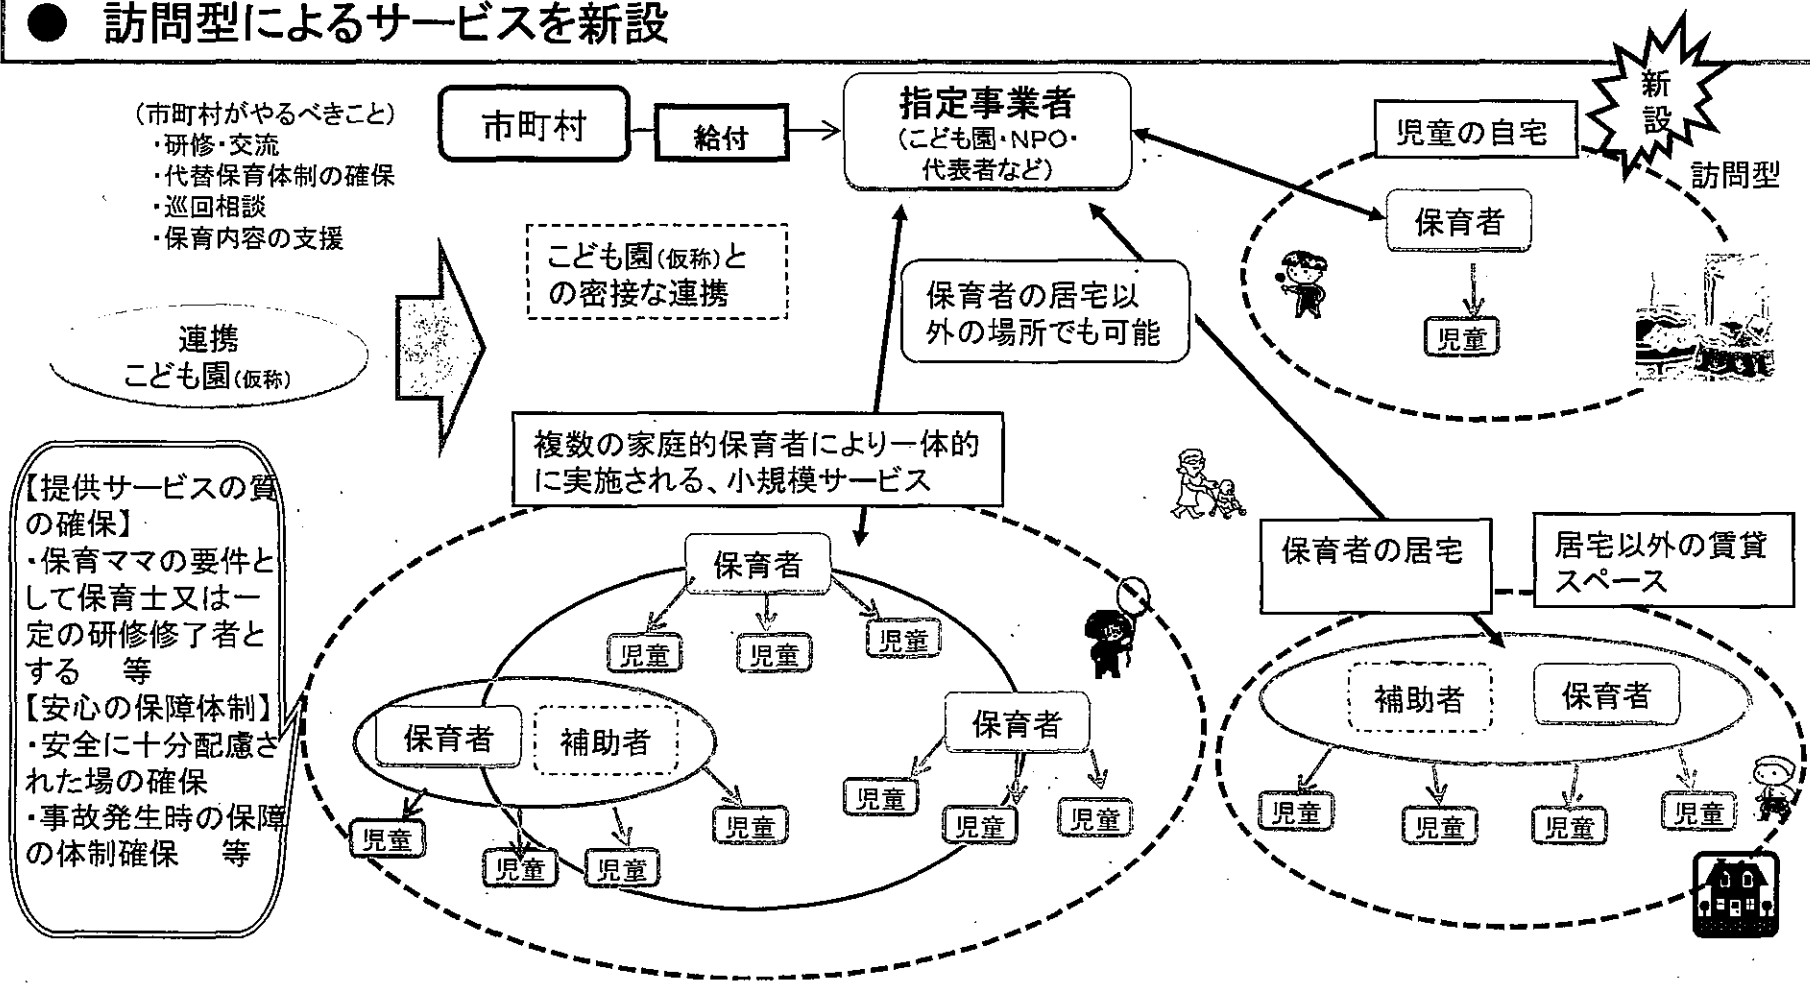 ● 訪問型によるサービスを新設
(市町村がやるべきこと)
・研修・交流
・代替保育体制の確保
・巡回相談
・保育内容の支援
市町村
給付
指定事業者
(こども園・NPO・
代表者など)
児童の自宅
新
設
訪問型
保育者
児童
こども園(仮称)と
の密接な連携
保育者の居宅以
外の場所でも可能
連携
こども園(仮称)
複数の家庭的保育者により一体的
に実施される、小規模サービス
【提供サービスの質
の確保】
・保育ママの要件と
して保育士又は一
定の研修修了者と
する 等
【安心の保障体制】
・安全に十分配慮さ
れた場の確保
・事故発生時の保障
の体制確保 等
保育者
児童
児童
児童
保育者
補助者
児童
児童
児童
児童
保育者
児童
児童
児童
保育者の居宅
居宅以外の賃貸
スペース
補助者
保育者
児童
児童
児童
児童